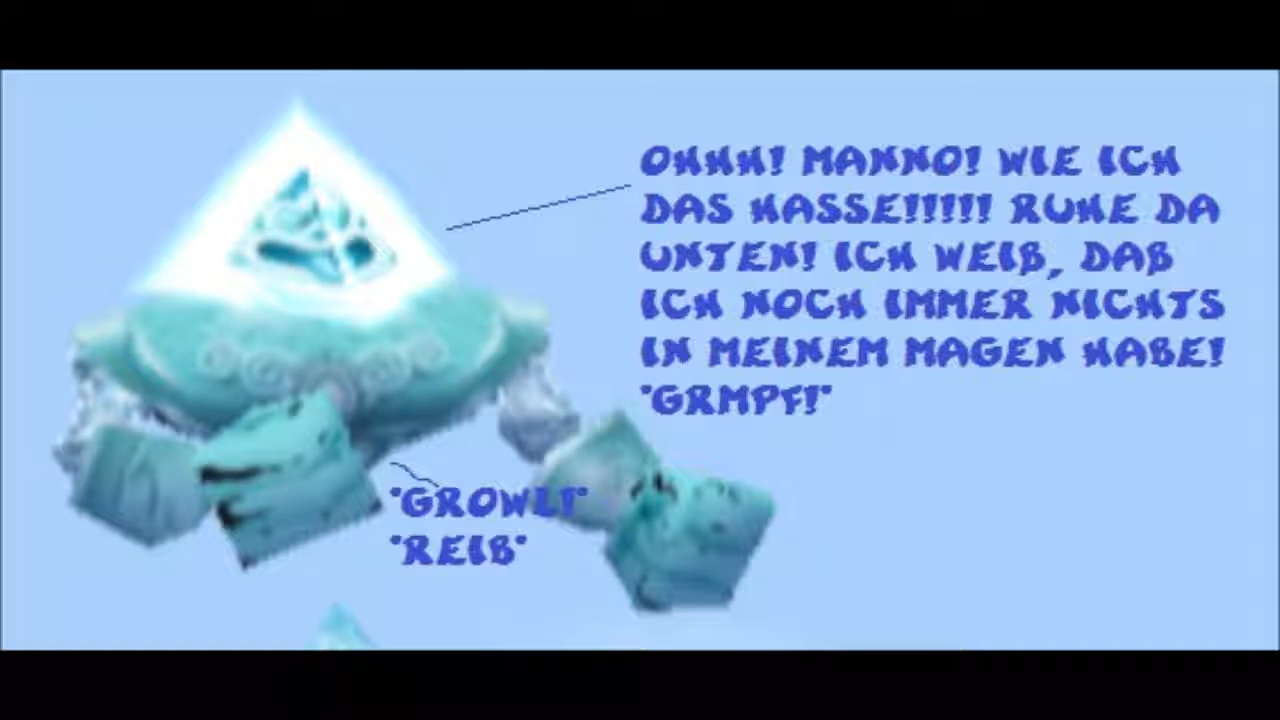 OHHH! MANNO! WIE ICH
DAS HASSE!!!!! RUHE DA
UNTEN! ICH WEIß, DAß
ICH NOCH IMMER NICHTS
IN MEINEM MAGEN HABE!
*GRMPF!*
*GROWL!*
*REIB*